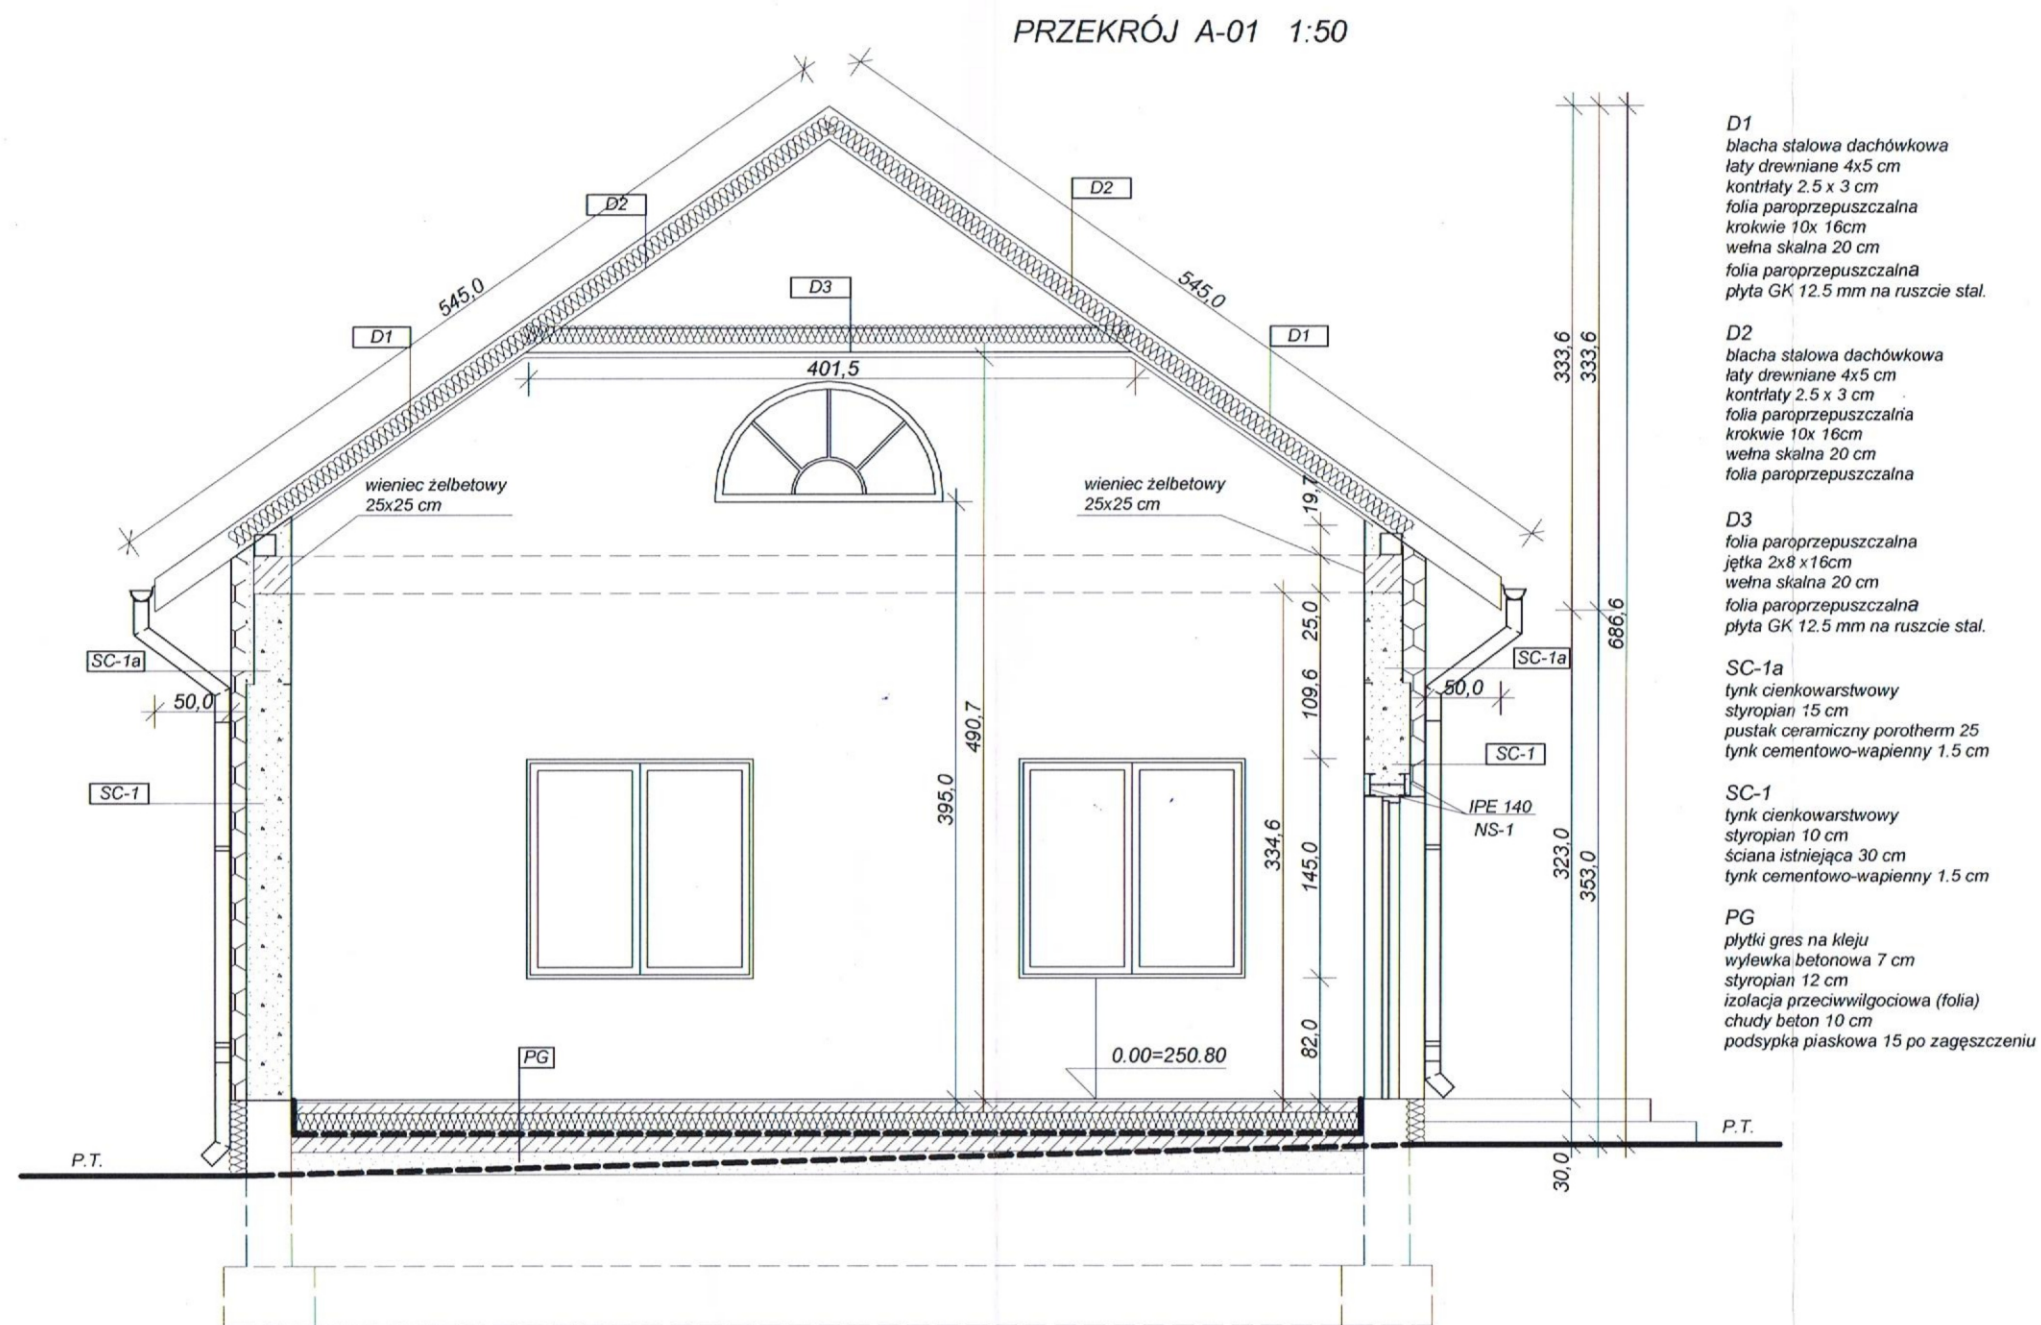 PRZEKRÓJ A-01 1:50
D2
D2
D3
D1
D1
545,0
545,0
401,5
wieniec żelbetowy
25x25 cm
wieniec żelbetowy
25x25 cm
19,7
25,0
109,6
145,0
82,0
334,6
490,7
395,0
333,6
333,6
323,0
353,0
686,6
30,0
SC-1a
50,0
SC-1
SC-1a
50,0
SC-1
IPE 140
NS-1
PG
0.00=250.80
P.T.
P.T.
D1
blacha stalowa dachówkowa
łaty drewniane 4x5 cm
kontrłaty 2.5 x 3 cm
folia paroprzepuszczalna
krokwie 10x 16cm
wełna skalna 20 cm
folia paroprzepuszczalna
płyta GK 12.5 mm na ruszcie stal.
D2
blacha stalowa dachówkowa
łaty drewniane 4x5 cm
kontrłaty 2.5 x 3 cm
folia paroprzepuszczalna
krokwie 10x 16cm
wełna skalna 20 cm
folia paroprzepuszczalna
D3
folia paroprzepuszczalna
jętka 2x8 x16cm
wełna skalna 20 cm
folia paroprzepuszczalna
płyta GK 12.5 mm na ruszcie stal.
SC-1a
tynk cienkowarstwowy
styropian 15 cm
pustak ceramiczny porotherm 25
tynk cementowo-wapienny 1.5 cm
SC-1
tynk cienkowarstwowy
styropian 10 cm
ściana istniejąca 30 cm
tynk cementowo-wapienny 1.5 cm
PG
płytki gres na kleju
wylewka betonowa 7 cm
styropian 12 cm
izolacja przeciwwilgociowa (folia)
chudy beton 10 cm
podsypka piaskowa 15 po zagęszczeniu